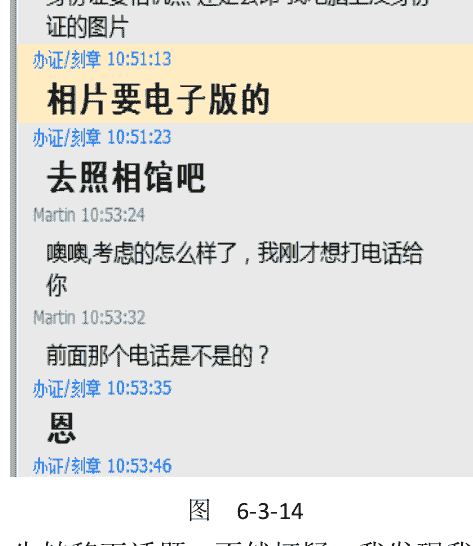 证的图片
办证/刻章 10:51:13
相片要电子版的
办证/刻章 10:51:23
去照相馆吧
Martin 10:53:24
噢噢,考虑的怎么样了，我刚才想打电话给
你
Martin 10:53:32
前面那个电话是不是的？
办证/刻章 10:53:35
恩
办证/刻章 10:53:46
图 6-3-14